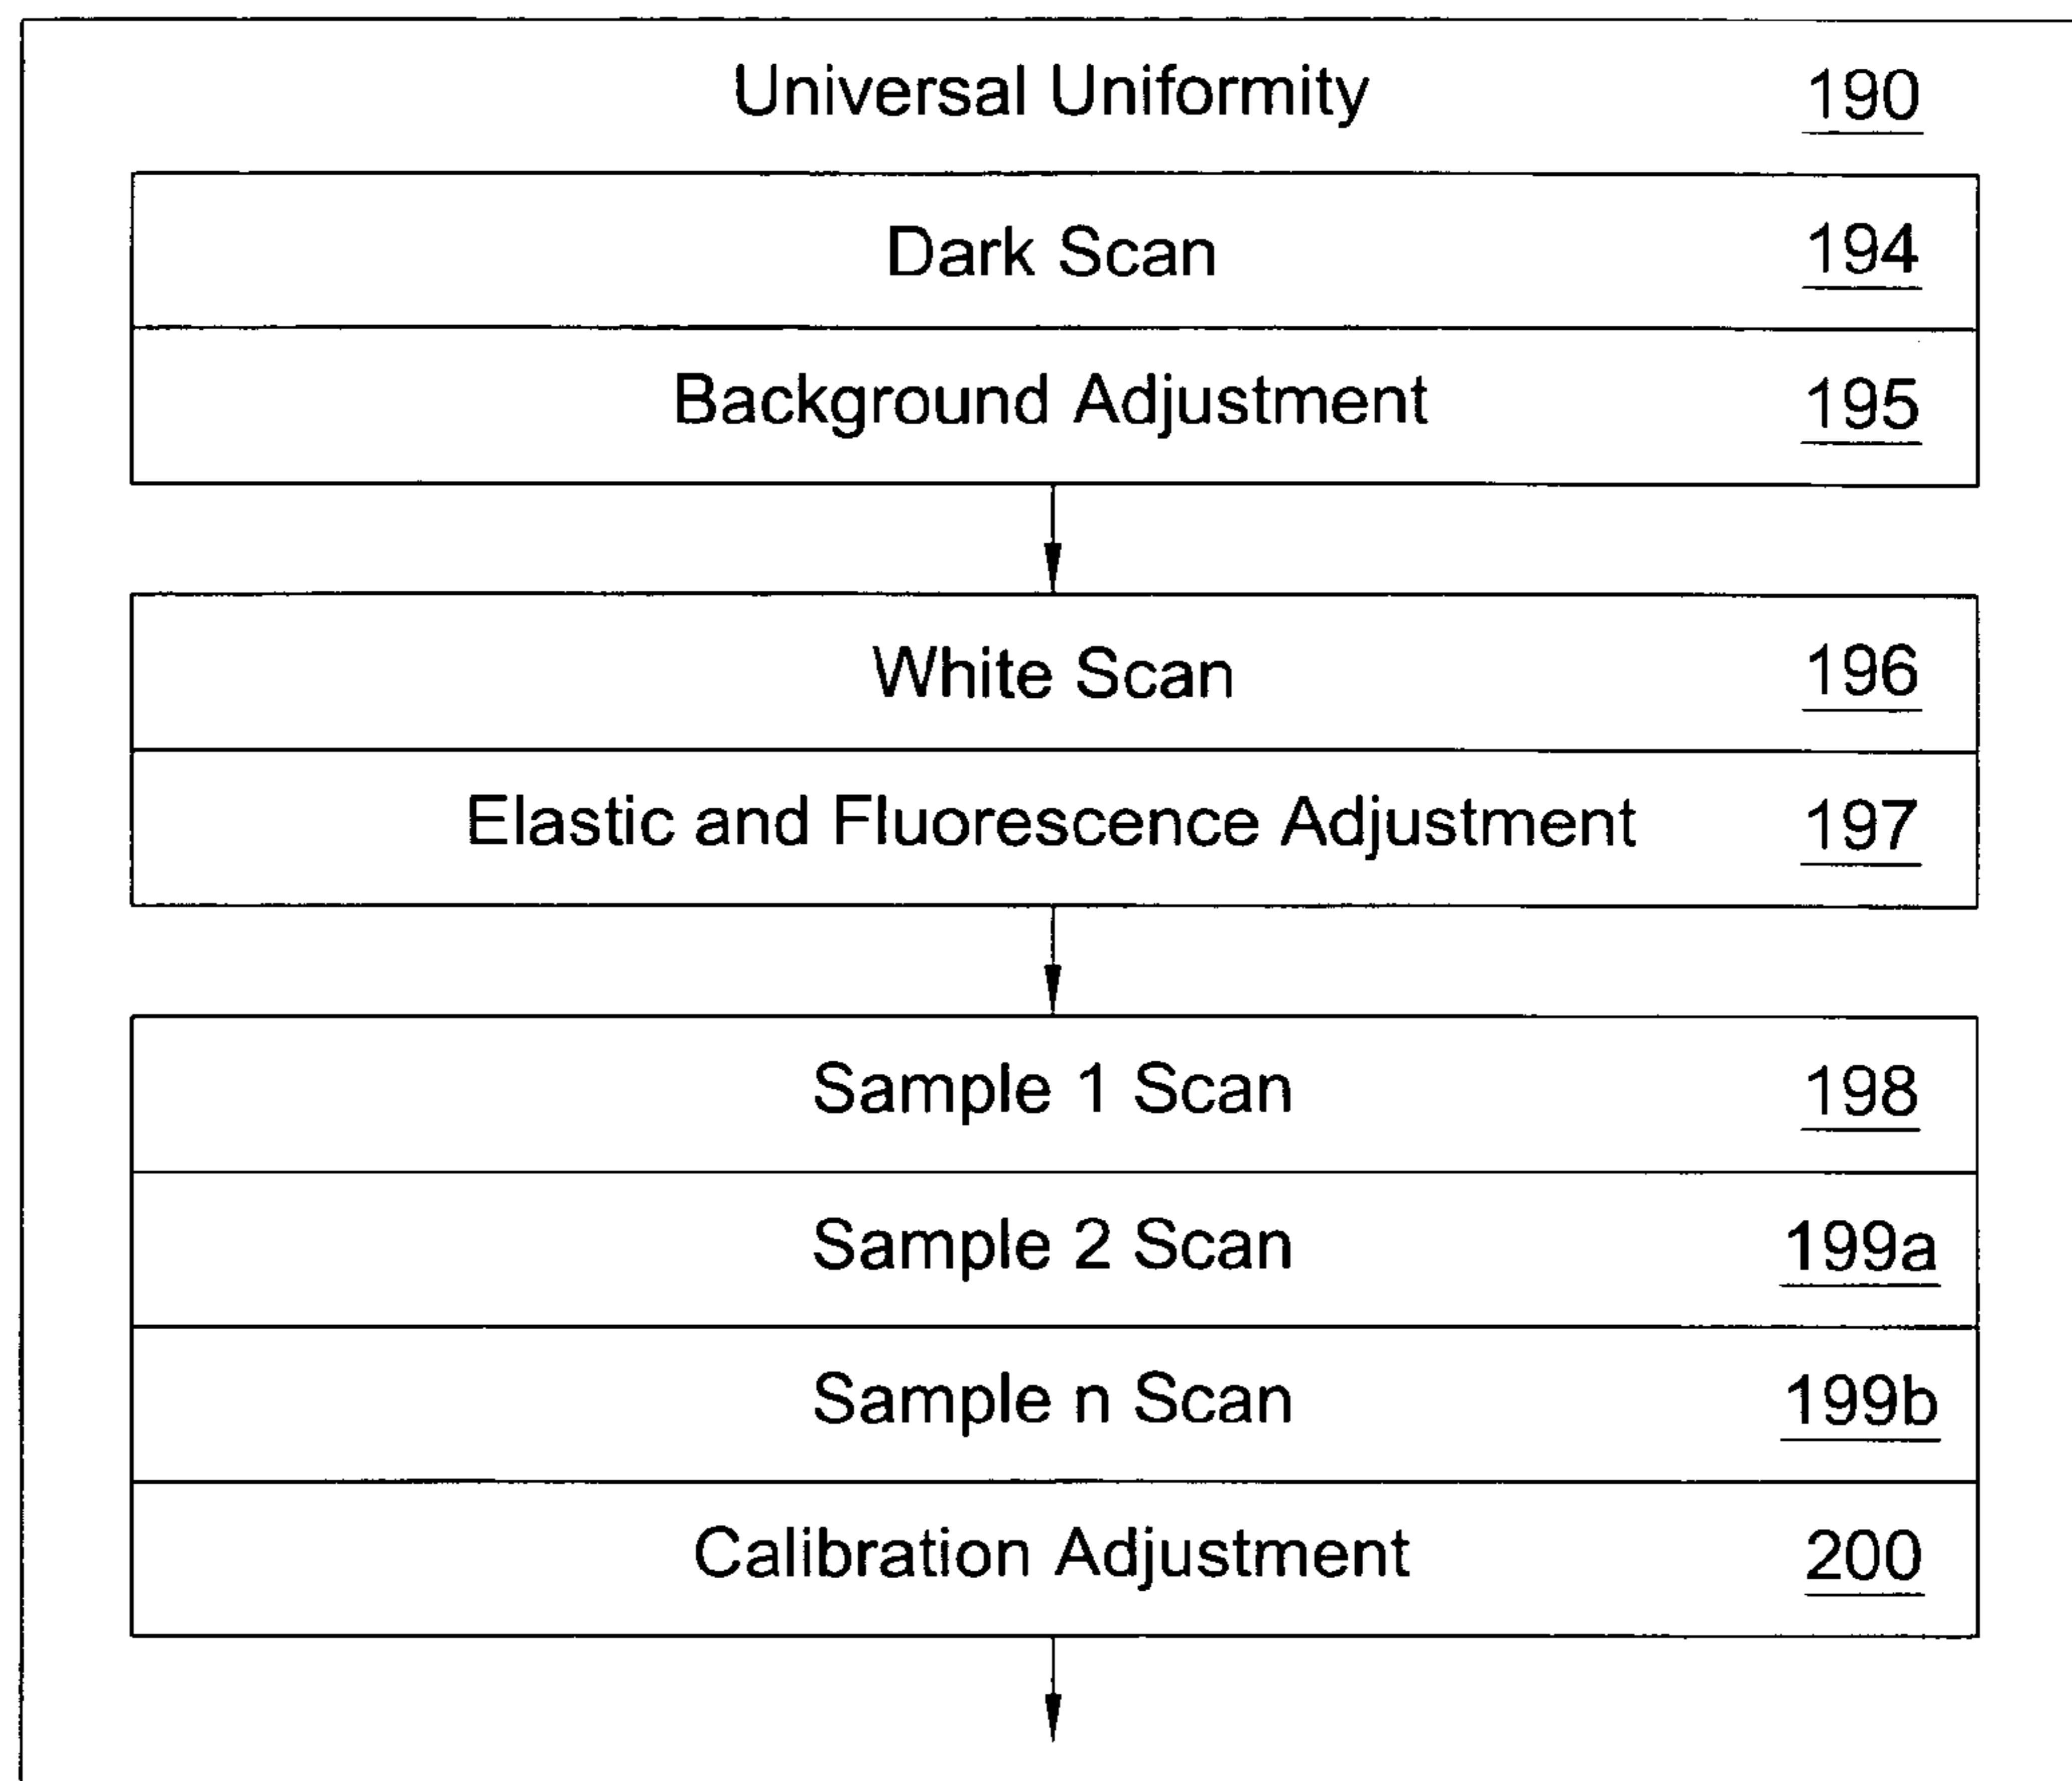 Universal Uniformity 190
Dark Scan 194
Background Adjustment 195
White Scan 196
Elastic and Fluorescence Adjustment 197
Sample 1 Scan 198
Sample 2 Scan 199a
Sample n Scan 199b
Calibration Adjustment 200